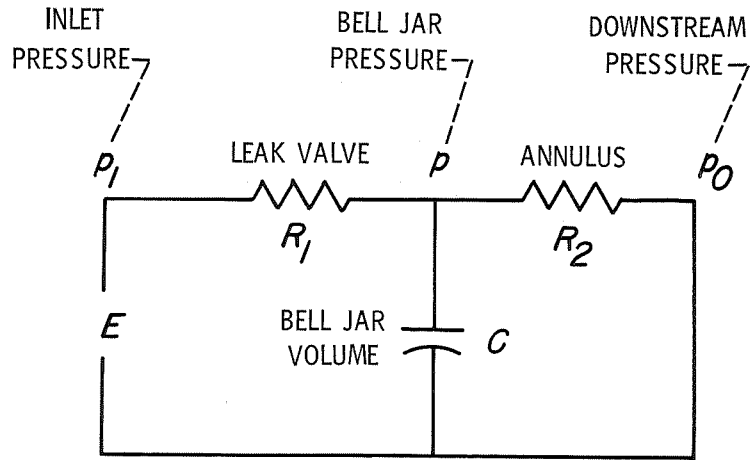 INLET
PRESSURE
BELL JAR
PRESSURE
DOWNSTREAM
PRESSURE
p1
LEAK VALVE
p
ANNULUS
p0
R1
R2
E
BELL JAR
VOLUME
C